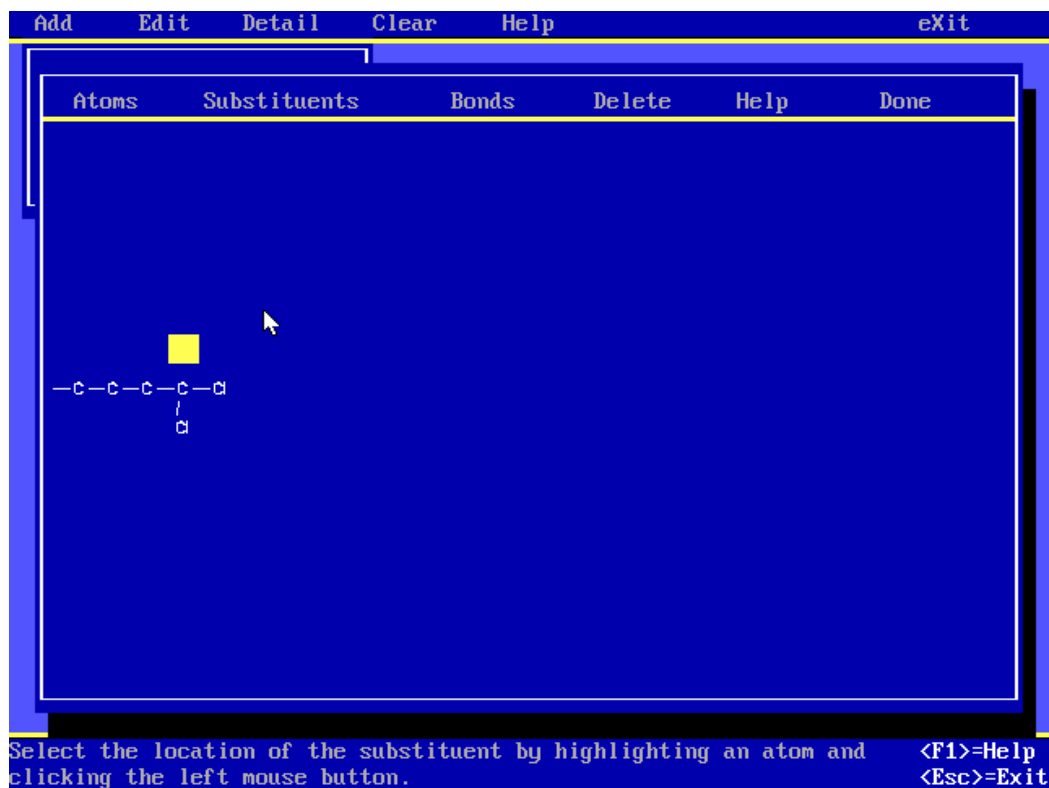 Add Edit Detail Clear Help eXit
Atoms Substituents Bonds Delete Help Done
—C—C—C—C—Cl
Cl
Select the location of the substituent by highlighting an atom and <F1>=Help
clicking the left mouse button. <Esc>=Exit